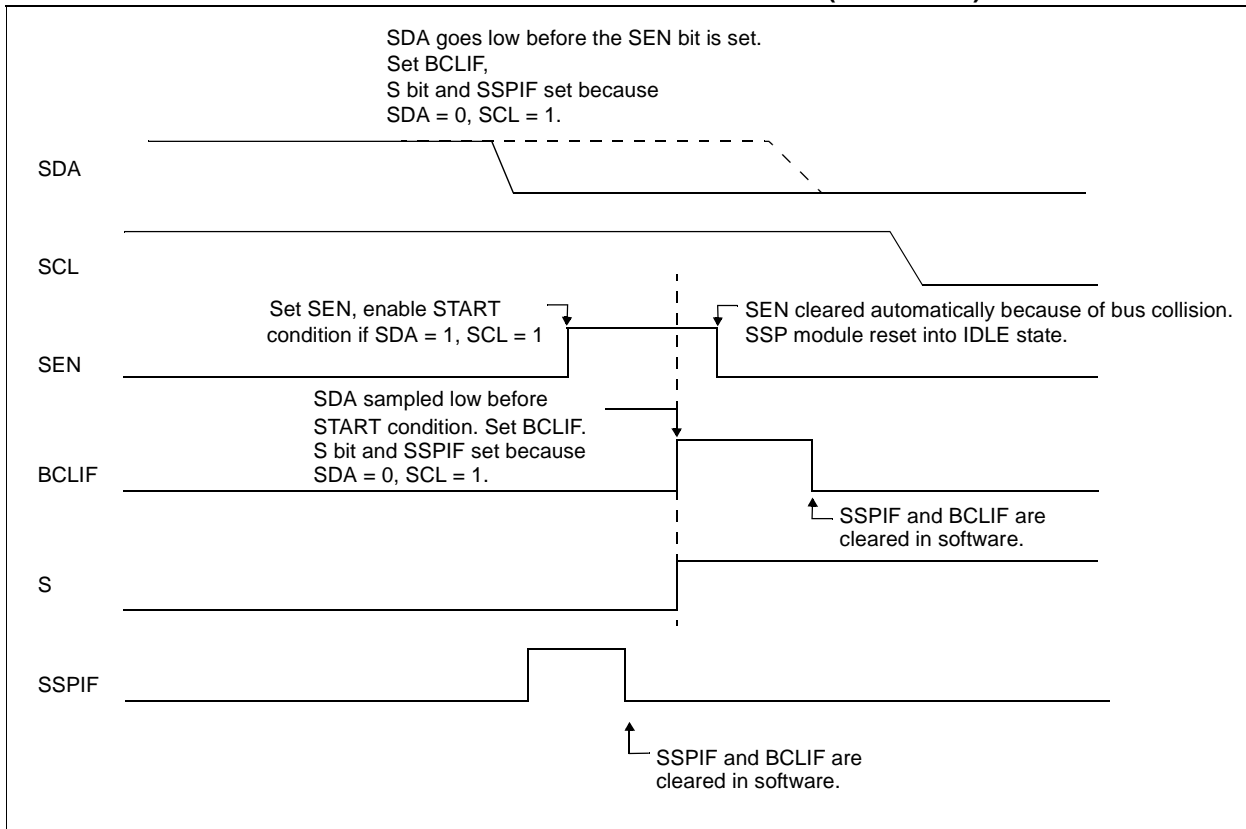 SDA goes low before the SEN bit is set.
Set BCLIF,
S bit and SSPIF set because
SDA = 0, SCL = 1.
SDA
SCL
Set SEN, enable START
condition if SDA = 1, SCL = 1
SEN cleared automatically because of bus collision.
SSP module reset into IDLE state.
SEN
SDA sampled low before
START condition. Set BCLIF.
S bit and SSPIF set because
SDA = 0, SCL = 1.
BCLIF
SSPIF and BCLIF are
cleared in software.
S
SSPIF
SSPIF and BCLIF are
cleared in software.